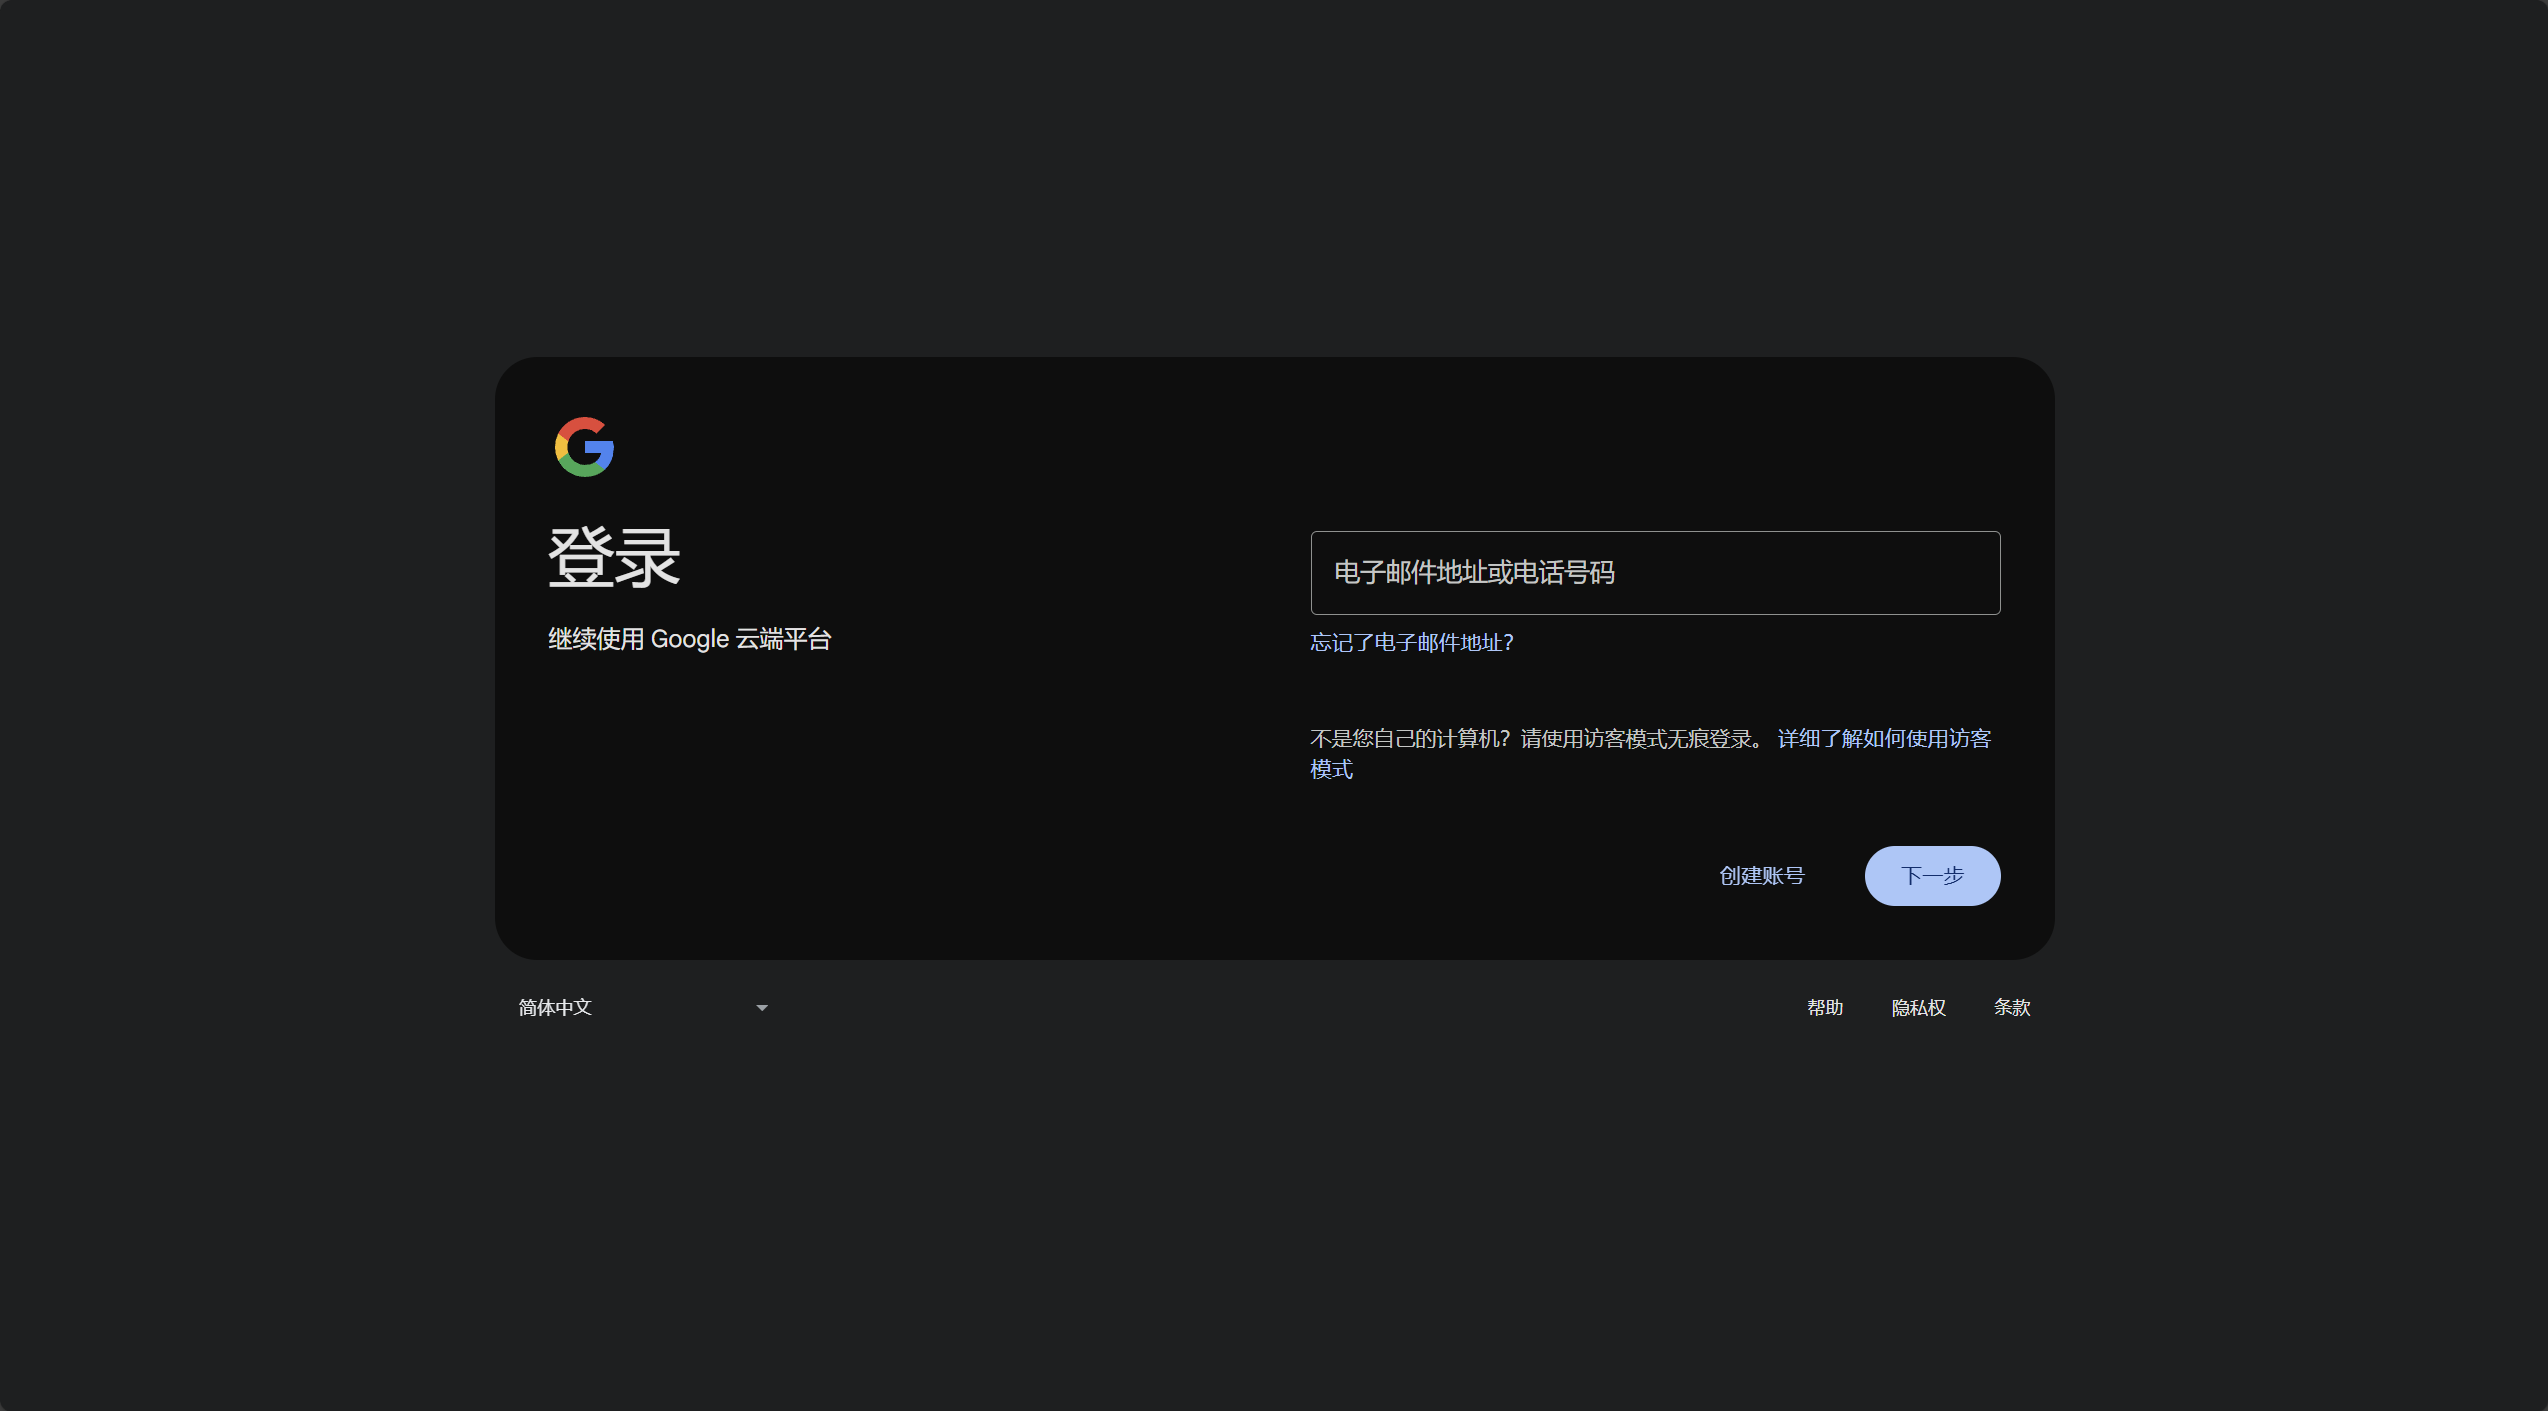 登录
继续使用 Google 云端平台
电子邮件地址或电话号码
忘记了电子邮件地址?
不是您自己的计算机？请使用访客模式无痕登录。 详细了解如何使用访客
模式
创建账号
下一步
简体中文
帮助
隐私权
条款